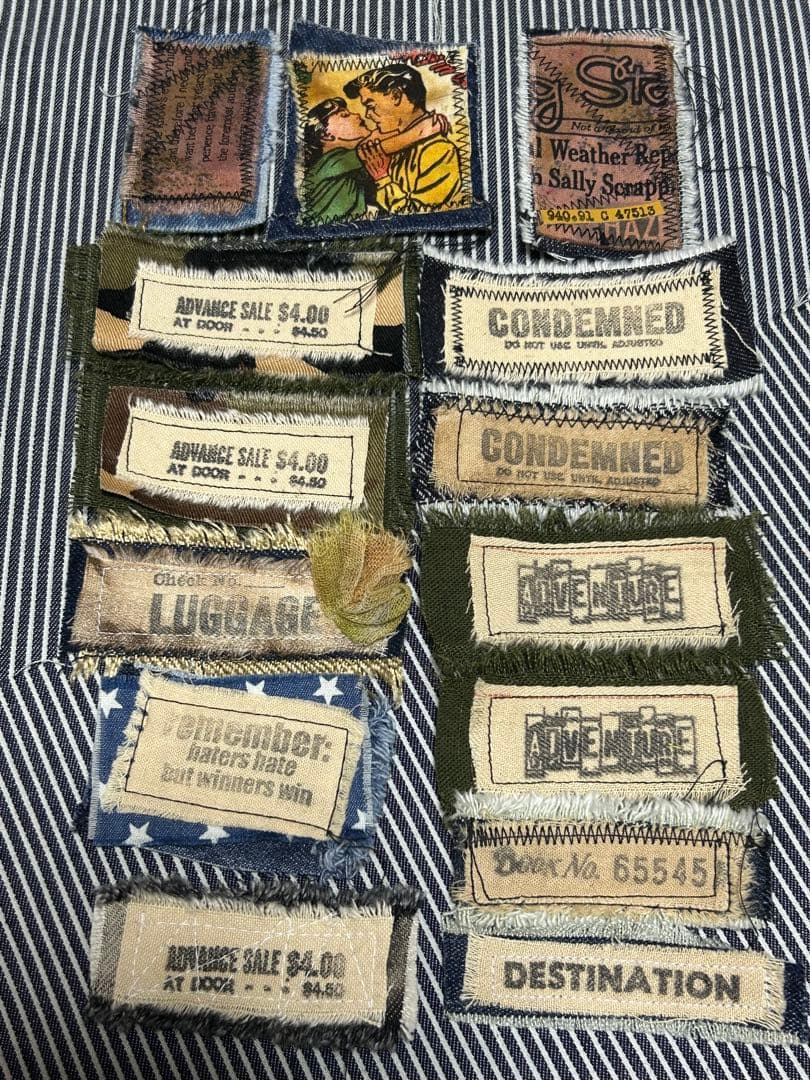 g Sto
Not
l Weather Rep
n Sally Scrapp
940.91 C 47513
HAZI
ADVANCE SALE $4.00
AT DOOR - - - $4.50
CONDEMNED
DO NOT USE UNTIL ADJUSTED
ADVANCE SALE $4.00
AT DOOR - - - $4.50
CONDEMNED
DO NOT USE UNTIL ADJUSTED
Check No.
LUGGAGE
ADVENTURE
remember:
haters hate
but winners win
ADVENTURE
Book No. 65545
ADVANCE SALE $4.00
AT DOOR - - - $4.50
DESTINATION